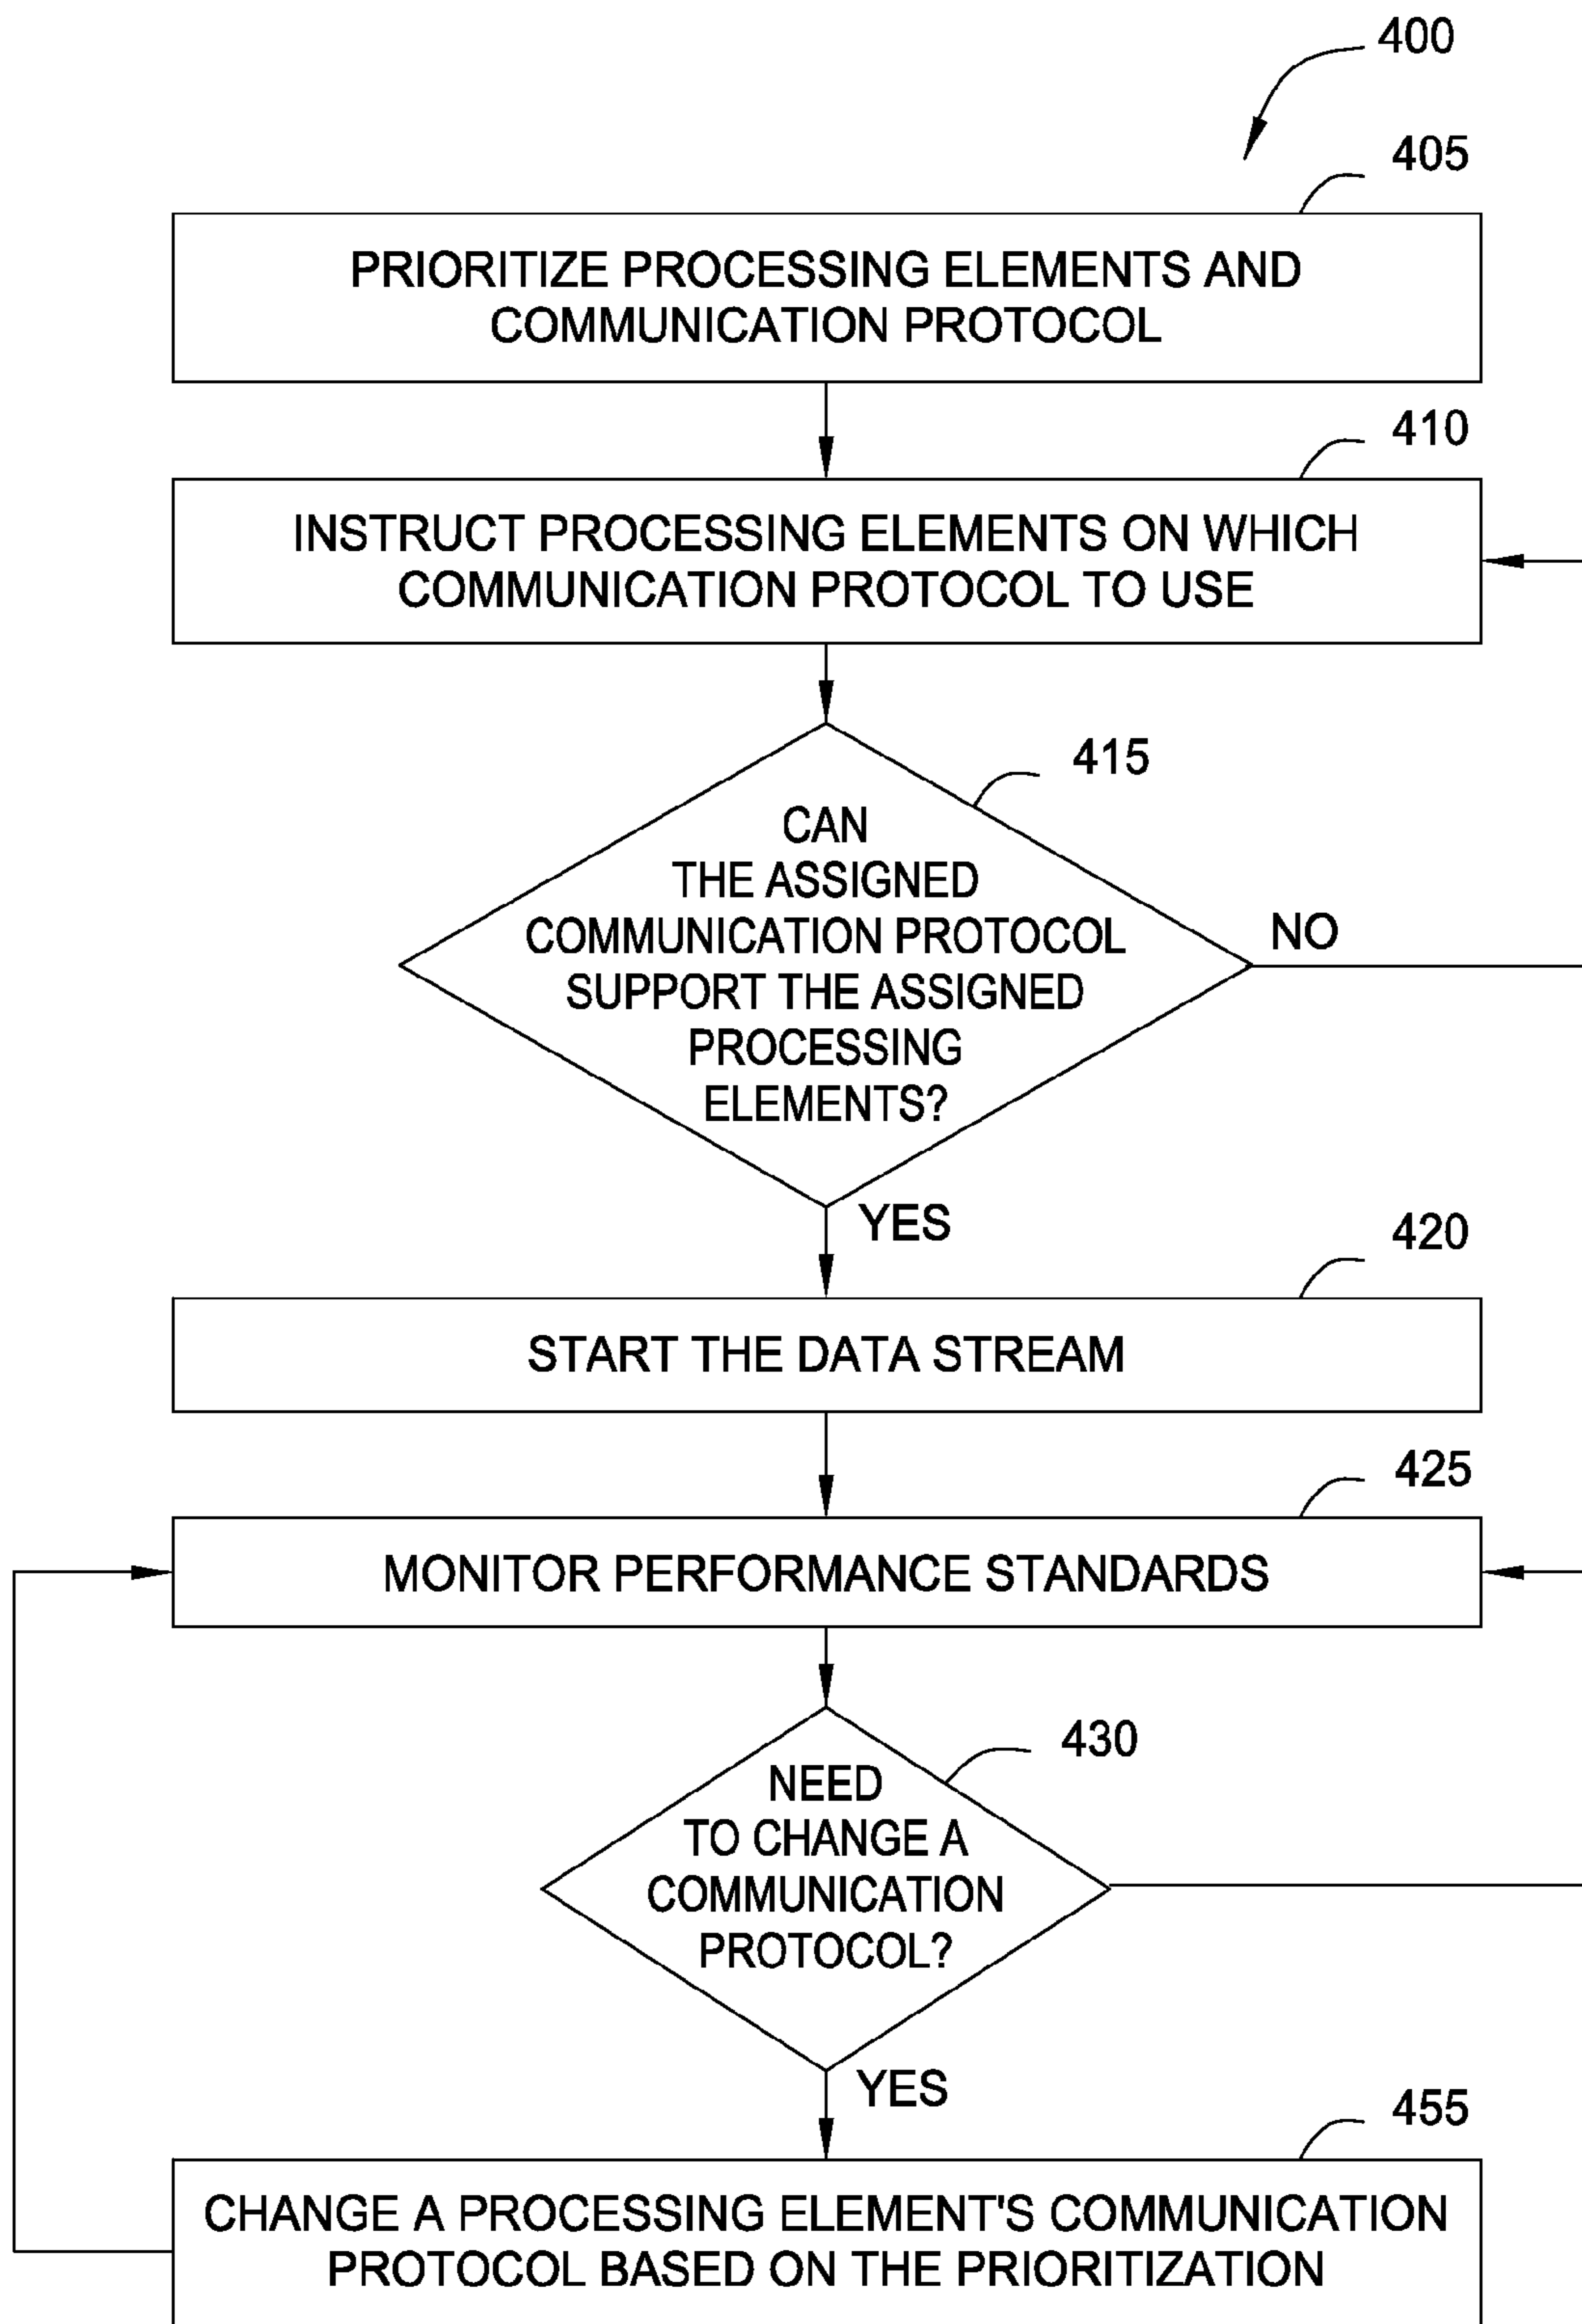 400
405
PRIORITIZE PROCESSING ELEMENTS AND
COMMUNICATION PROTOCOL
410
INSTRUCT PROCESSING ELEMENTS ON WHICH
COMMUNICATION PROTOCOL TO USE
415
CAN
THE ASSIGNED
COMMUNICATION PROTOCOL
SUPPORT THE ASSIGNED
PROCESSING
ELEMENTS?
NO
YES
420
START THE DATA STREAM
425
MONITOR PERFORMANCE STANDARDS
430
NEED
TO CHANGE A
COMMUNICATION
PROTOCOL?
YES
455
CHANGE A PROCESSING ELEMENT'S COMMUNICATION
PROTOCOL BASED ON THE PRIORITIZATION